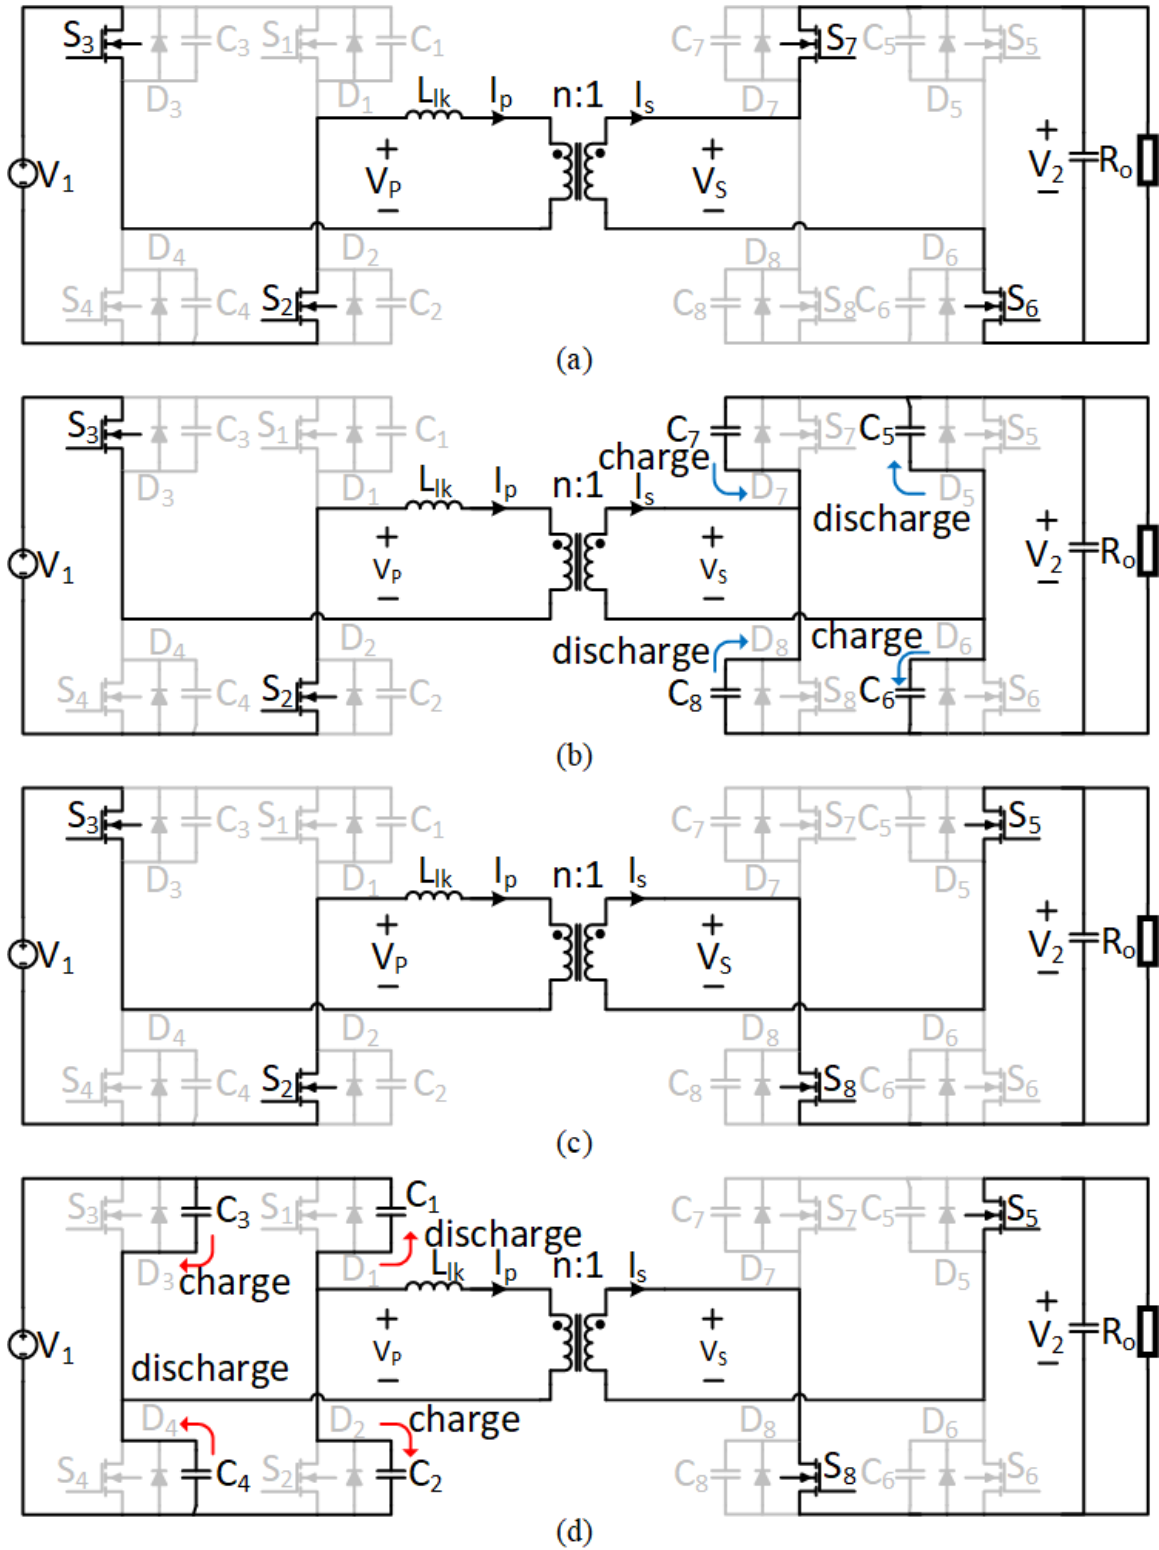 S3 D3 C3 S1 D1 C1 C7 D7 S7 C5 D5 S5
Llk Ip n:1 Is
V1 + VP − + VS − + V2 − Ro
S4 D4 C4 S2 D2 C2 C8 D8 S8 C6 D6 S6
(a)
S3 D3 C3 S1 D1 C1 C7 D7 S7 C5 D5 S5
charge discharge
Llk Ip n:1 Is
V1 + VP − + VS − + V2 − Ro
discharge charge
S4 D4 C4 S2 D2 C2 C8 D8 S8 C6 D6 S6
(b)
S3 D3 C3 S1 D1 C1 C7 D7 S7 C5 D5 S5
Llk Ip n:1 Is
V1 + VP − + VS − + V2 − Ro
S4 D4 C4 S2 D2 C2 C8 D8 S8 C6 D6 S6
(c)
S3 D3 C3 S1 D1 C1 C7 D7 S7 C5 D5 S5
discharge
charge
Llk Ip n:1 Is
V1 + VP − + VS − + V2 − Ro
discharge
charge
S4 D4 C4 S2 D2 C2 C8 D8 S8 C6 D6 S6
(d)